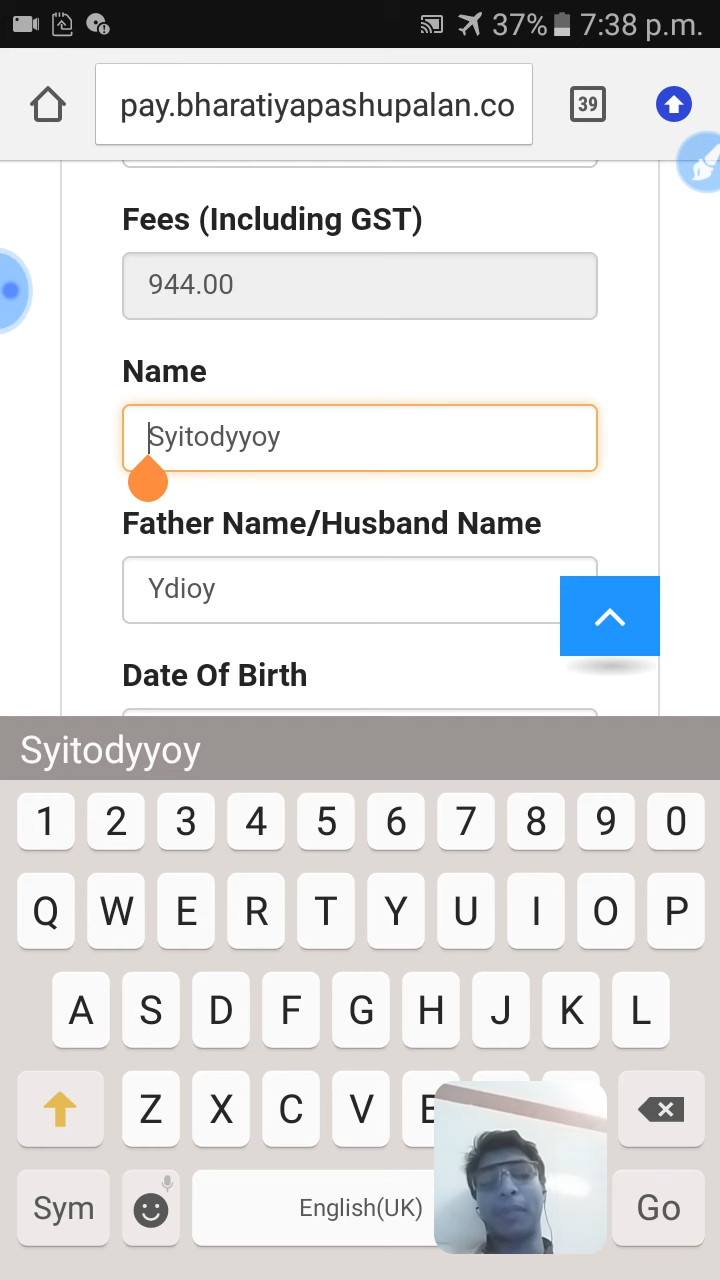 37% 7:38 p.m.
pay.bharatiyapashupalan.co
39
Fees (Including GST)
944.00
Name
Syitodyyoy
Father Name/Husband Name
Ydioy
Date Of Birth
Syitodyyoy
1 2 3 4 5 6 7 8 9 0
Q W E R T Y U I O P
A S D F G H J K L
Z X C V
Sym English(UK) Go